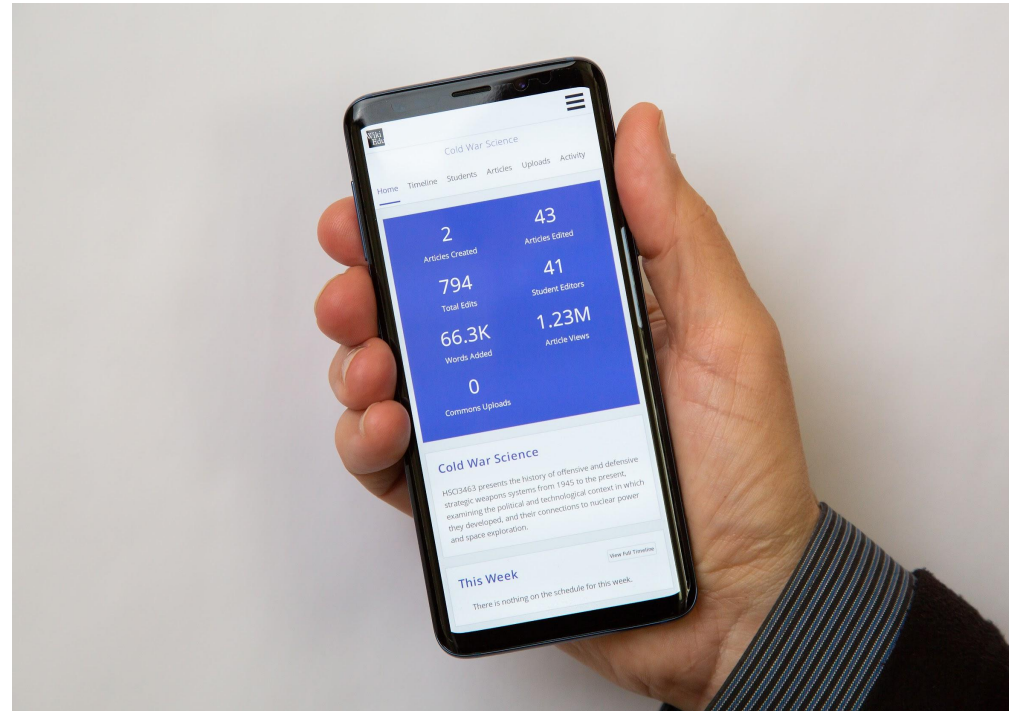 Wiki
Edu
Cold War Science
Home Timeline Students Articles Uploads Activity
2
Articles Created
43
Articles Edited
794
Total Edits
41
Student Editors
66.3K
Words Added
1.23M
Article Views
0
Commons Uploads
Cold War Science
HSCI3463 presents the history of offensive and defensive
strategic weapons systems from 1945 to the present,
examining the political and technological context in which
they developed, and their connections to nuclear power
and space exploration.
This Week
View Full Timeline
There is nothing on the schedule for this week.